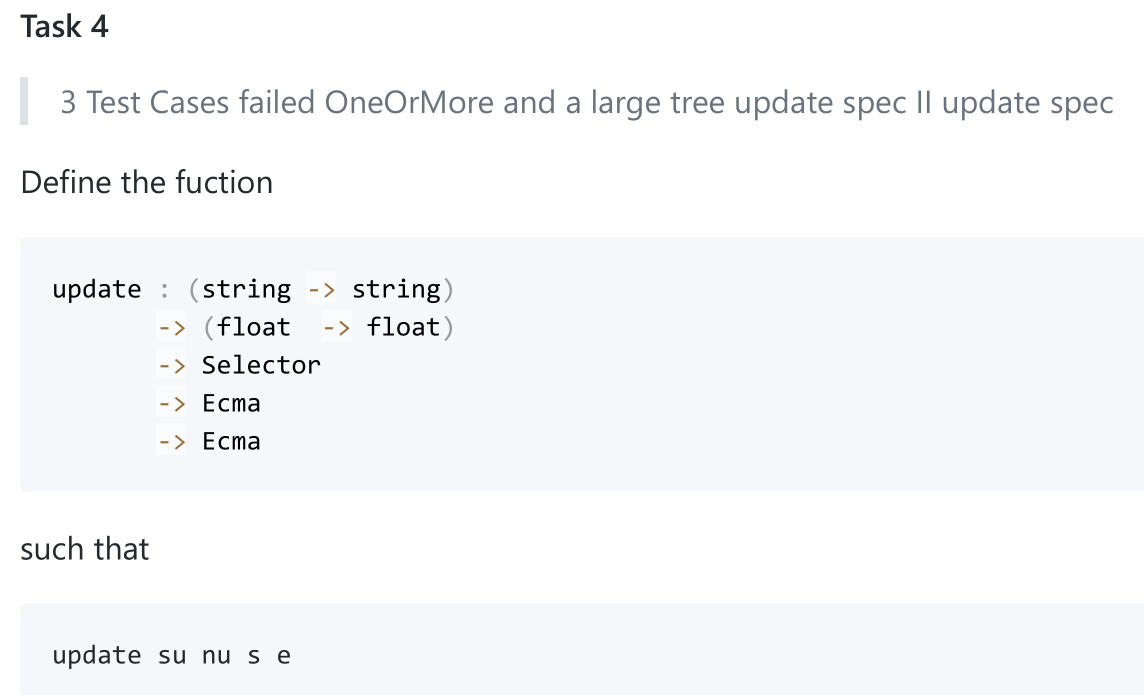 Task 4
3 Test Cases failed OneOrMore and a large tree update spec II update spec
Define the fuction
update : (string -> string)
-> (float -> float)
-> Selector
-> Ecma
-> Ecma
such that
update su nu s e